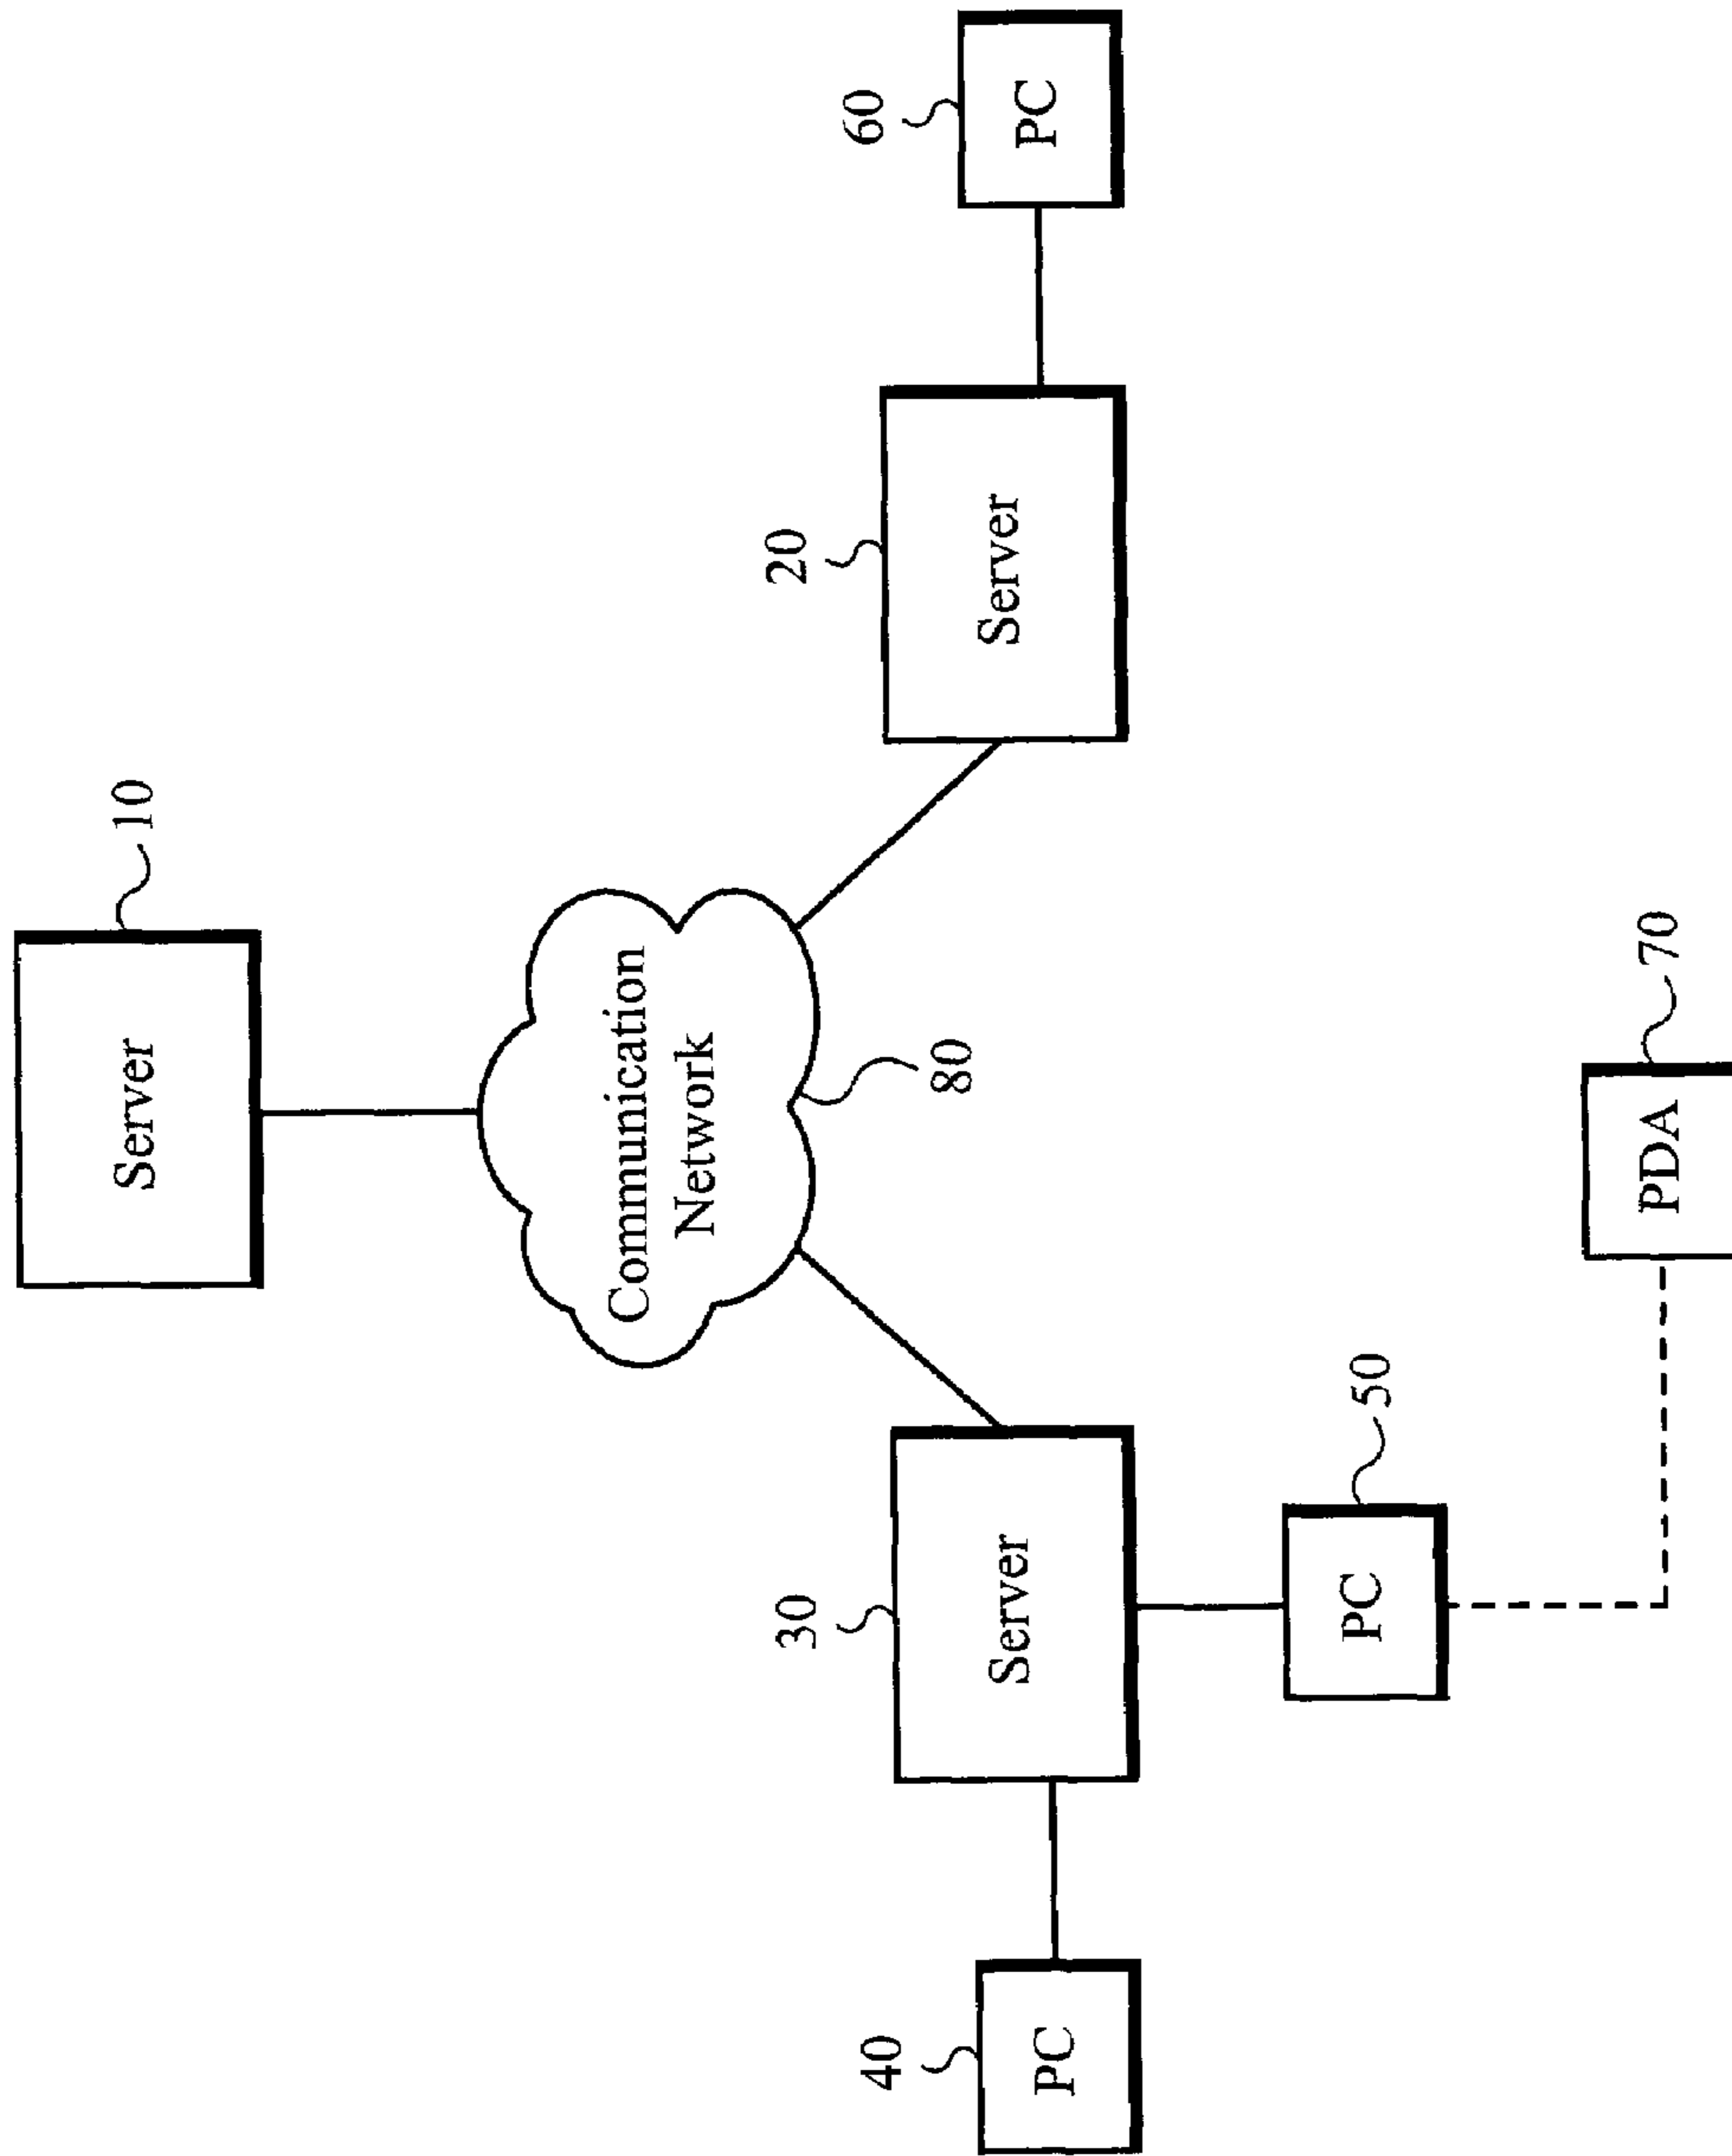 10
Server
Communication
Network
80
20
Server
60
PC
30
Server
40
PC
50
PC
70
PDA